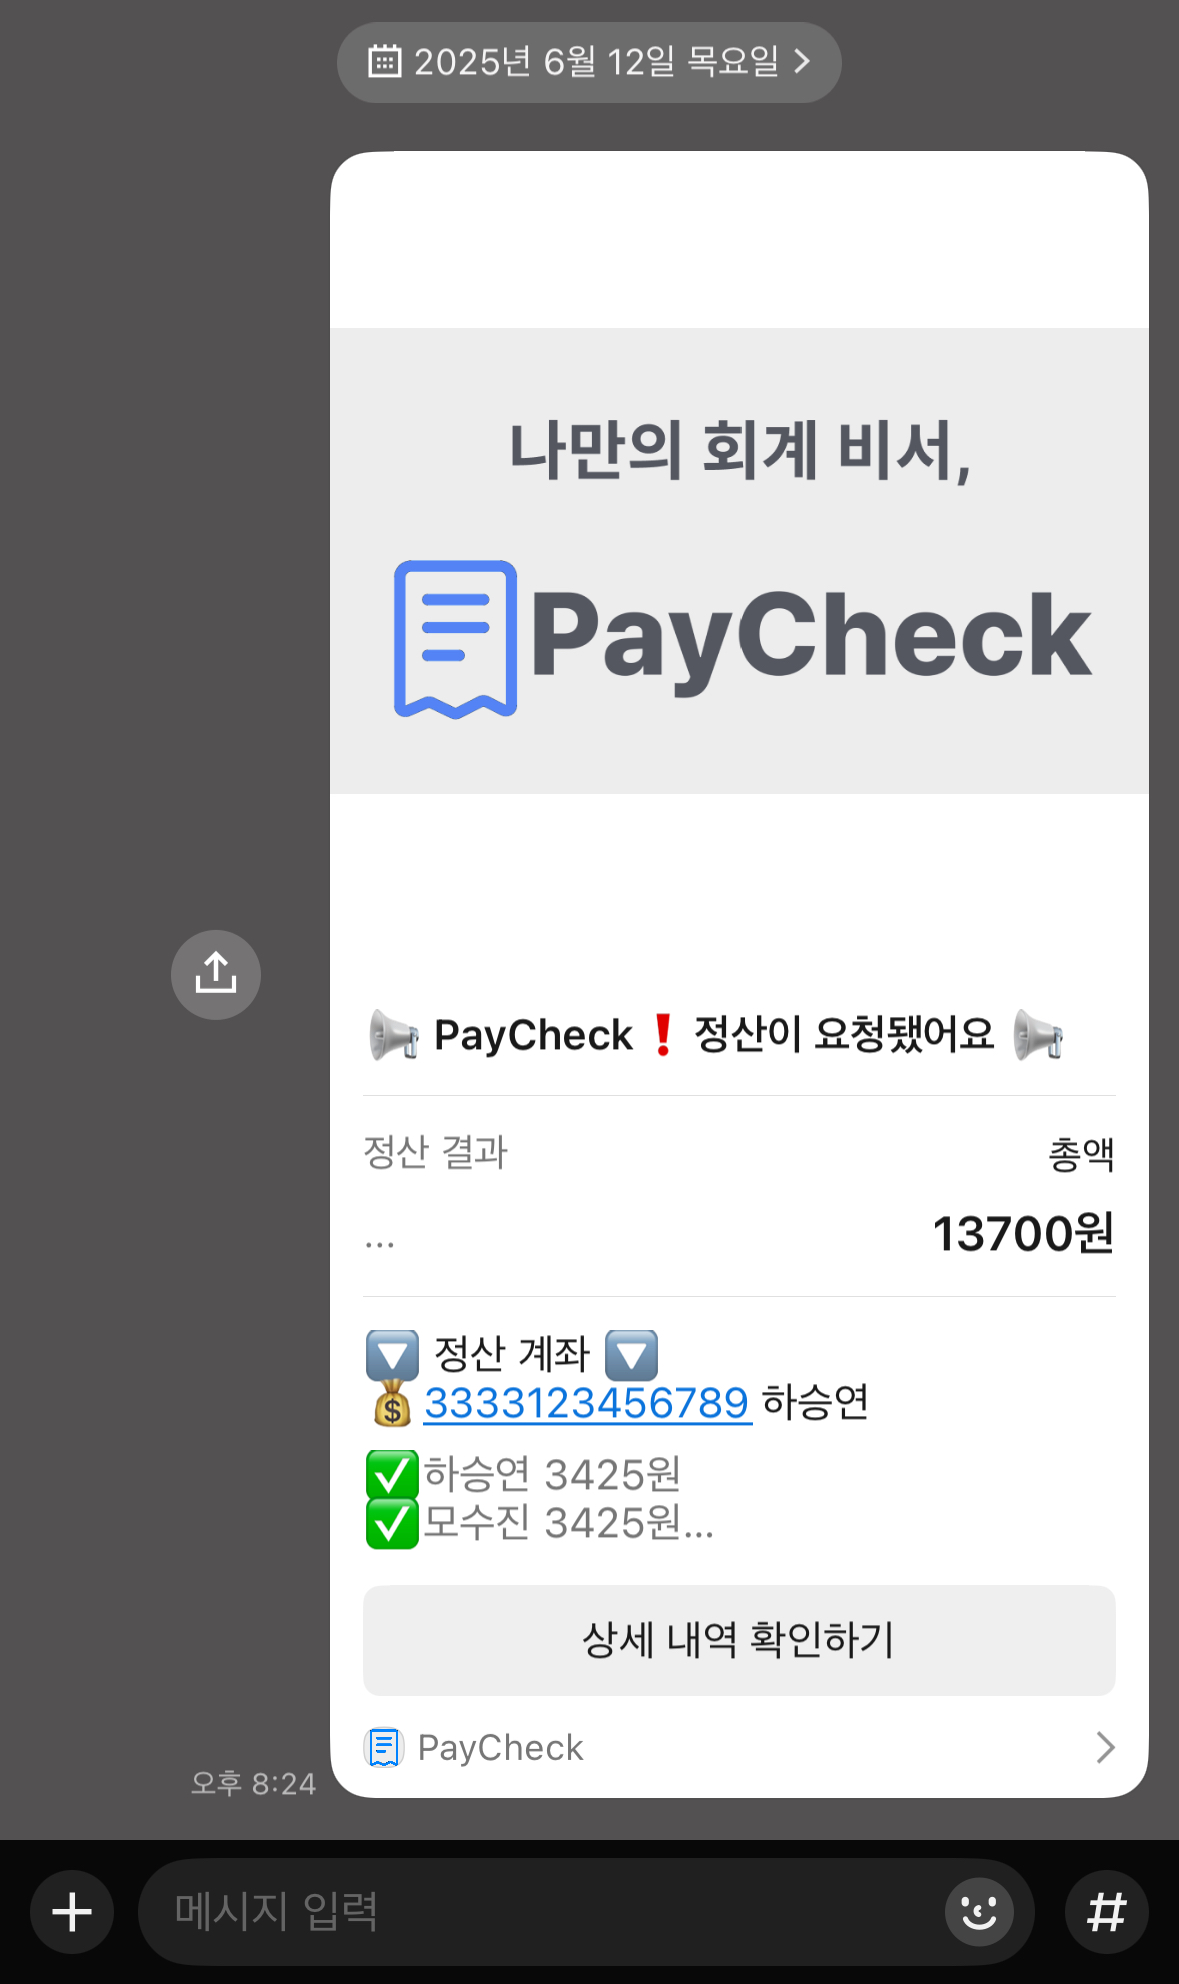 2025년 6월 12일 목요일
나만의 회계 비서,
PayCheck
📢 PayCheck❗ 정산이 요청됐어요 📢
정산 결과
총액
...
13700원
🔽 정산 계좌 🔽
💰3333123456789 하승연
✅하승연 3425원
✅모수진 3425원...
상세 내역 확인하기
PayCheck
오후 8:24
메시지 입력